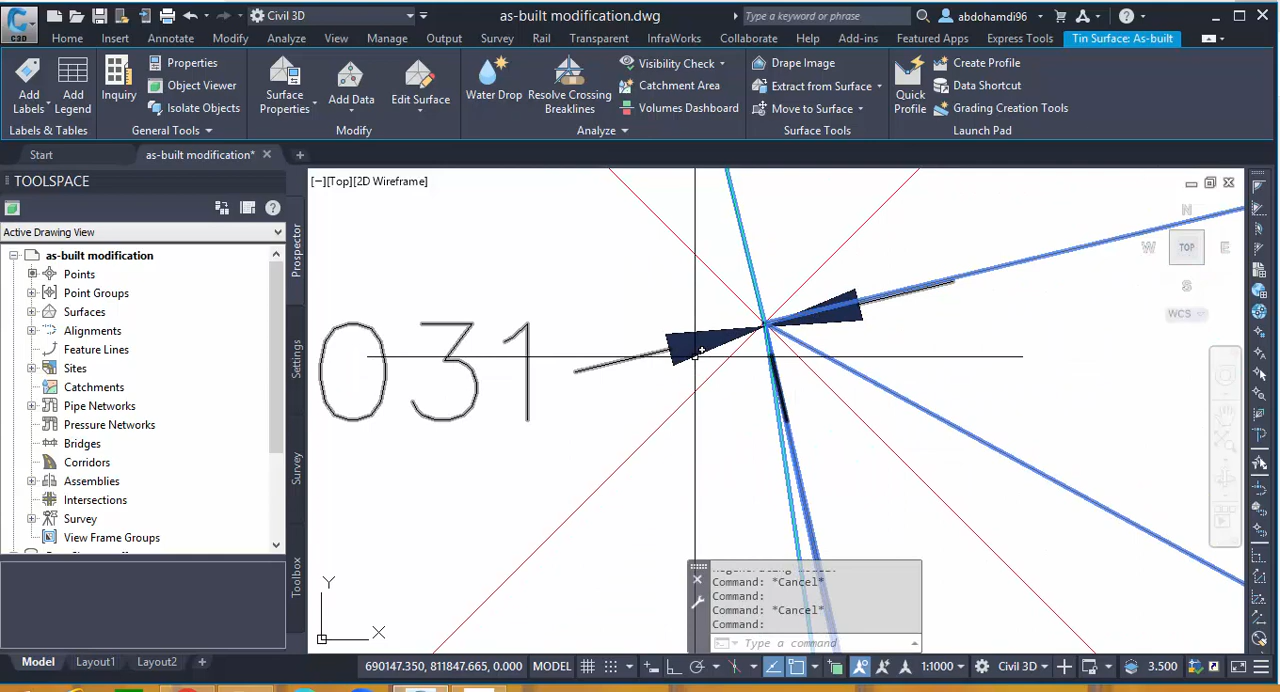 C3D
Civil 3D
as-built modification.dwg
Type a keyword or phrase
abdohamdi96
Home Insert Annotate Modify Analyze View Manage Output Survey Rail Transparent InfraWorks Collaborate Help Add-ins Featured Apps Express Tools Tin Surface: As-built
Add Labels
Add Legend
Inquiry
Properties
Object Viewer
Isolate Objects
Surface Properties
Add Data
Edit Surface
Water Drop
Resolve Crossing Breaklines
Visibility Check
Catchment Area
Volumes Dashboard
Drape Image
Extract from Surface
Move to Surface
Quick Profile
Create Profile
Data Shortcut
Grading Creation Tools
Labels & Tables General Tools Modify Analyze Surface Tools Launch Pad
Start as-built modification*
TOOLSPACE
[−][Top][2D Wireframe]
Active Drawing View
as-built modification
Points
Point Groups
Surfaces
Alignments
Feature Lines
Sites
Catchments
Pipe Networks
Pressure Networks
Bridges
Corridors
Assemblies
Intersections
Survey
View Frame Groups
Prospector
Settings
Survey
Toolbox
031
N
W TOP E
S
WCS
Y
X
Command: *Cancel*
Command:
Command: *Cancel*
Command:
Type a command
Model Layout1 Layout2
690147.350, 811847.665, 0.000 MODEL 1:1000 Civil 3D 3.500